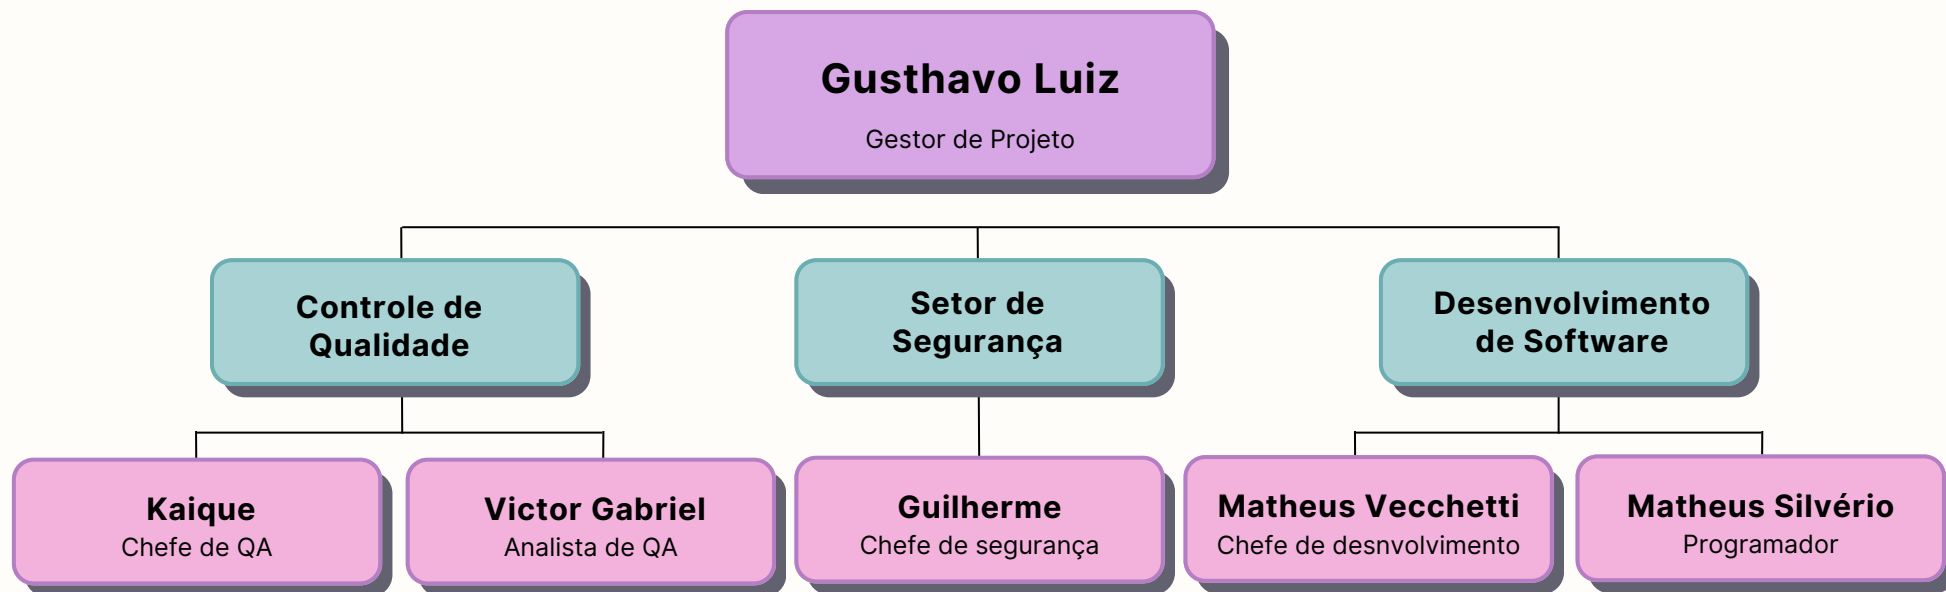 Gusthavo Luiz
Gestor de Projeto
Controle de
Qualidade
Setor de
Segurança
Desenvolvimento
de Software
Kaique
Chefe de QA
Victor Gabriel
Analista de QA
Guilherme
Chefe de segurança
Matheus Vecchetti
Chefe de desnvolvimento
Matheus Silvério
Programador